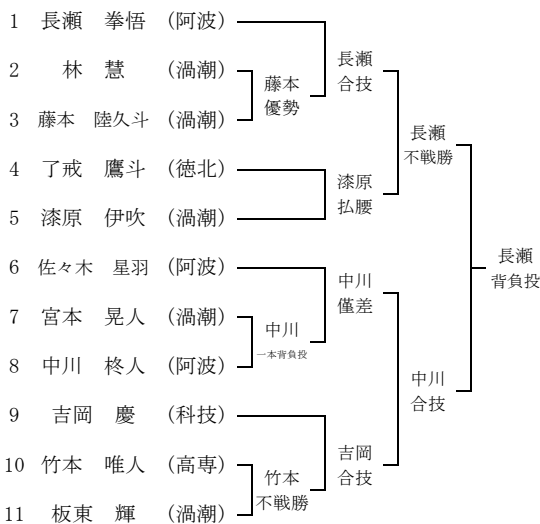 1 長瀬 拳悟 (阿波)
2 林 慧 (渦潮)
3 藤本 陸久斗 (渦潮)
4 了戒 鷹斗 (徳北)
5 漆原 伊吹 (渦潮)
6 佐々木 星羽 (阿波)
7 宮本 晃人 (渦潮)
8 中川 柊人 (阿波)
9 吉岡 慶 (科技)
10 竹本 唯人 (高専)
11 板東 輝 (渦潮)
藤本
優勢
中川
一本背負投
竹本
不戦勝
長瀬
合技
漆原
払腰
中川
僅差
吉岡
合技
長瀬
不戦勝
中川
合技
長瀬
背負投